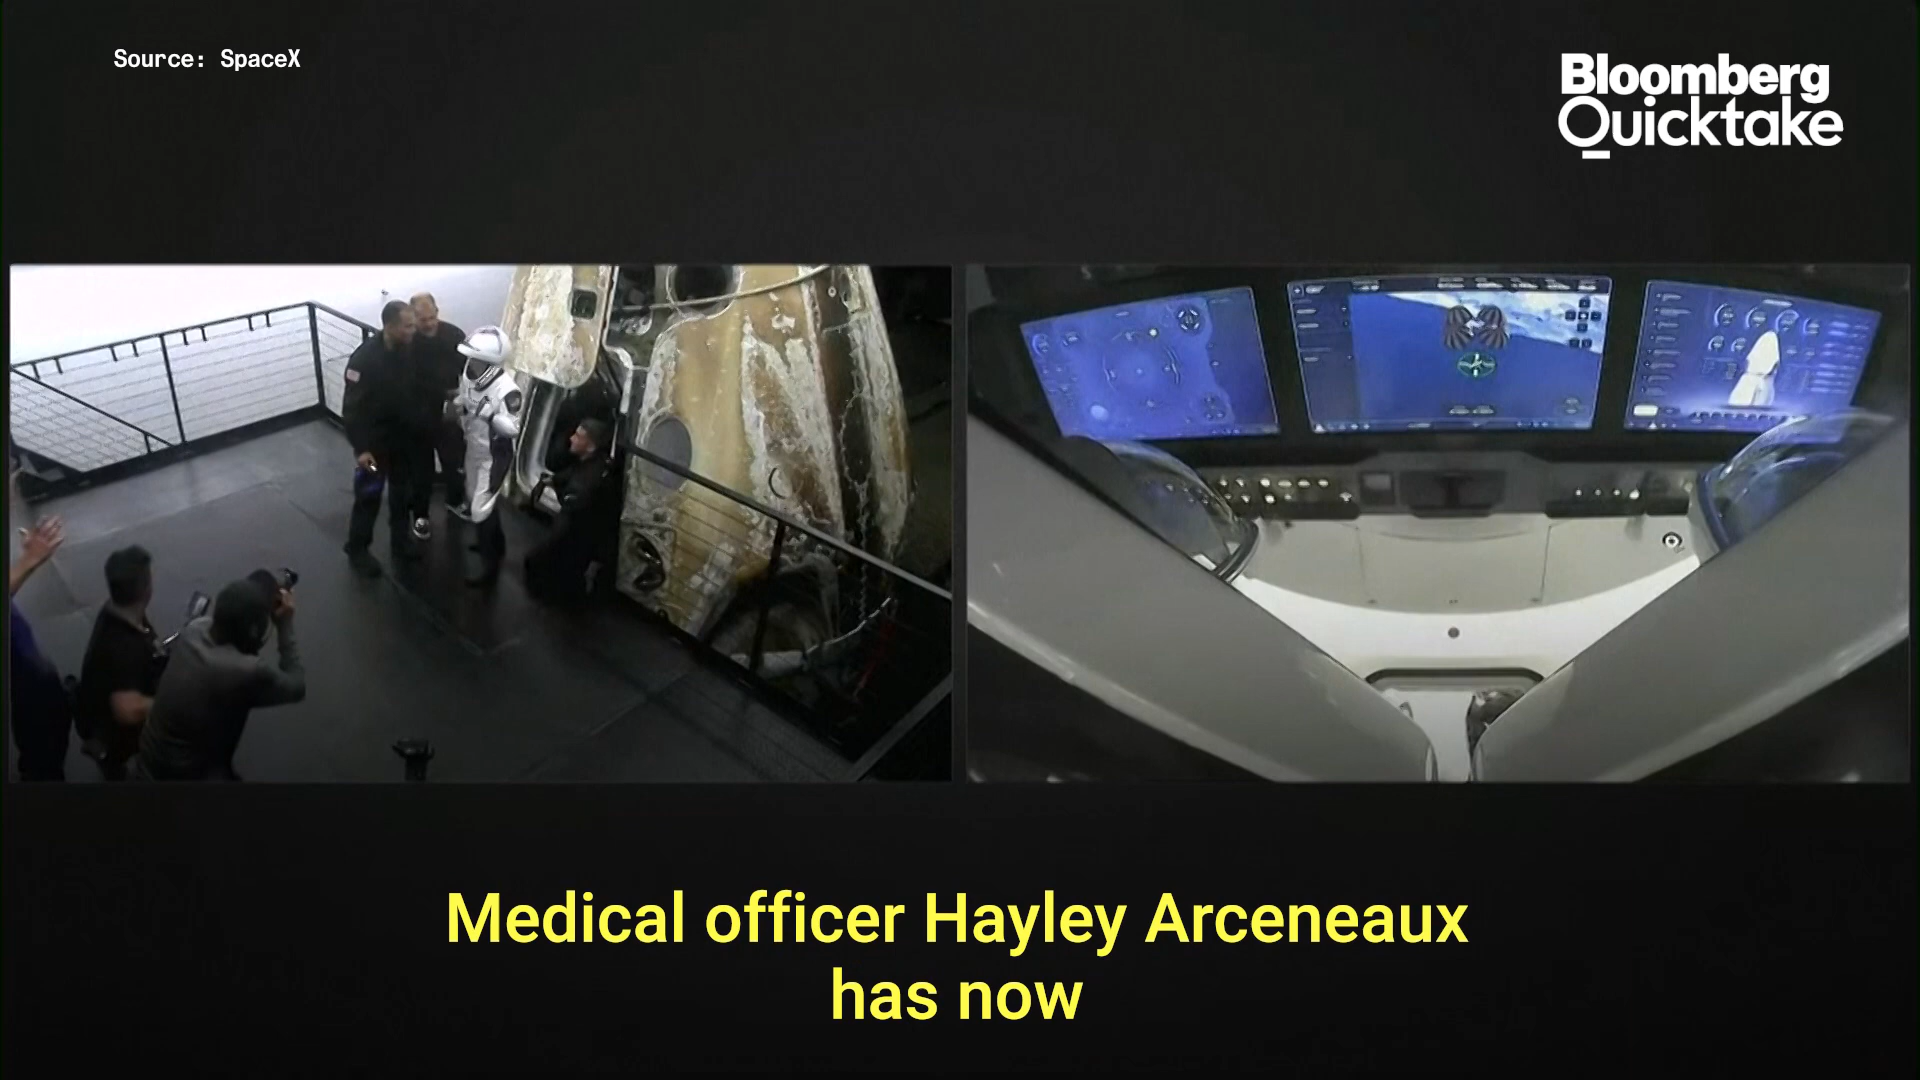 Source: SpaceX
Bloomberg
Quicktake
Medical officer Hayley Arceneaux
has now